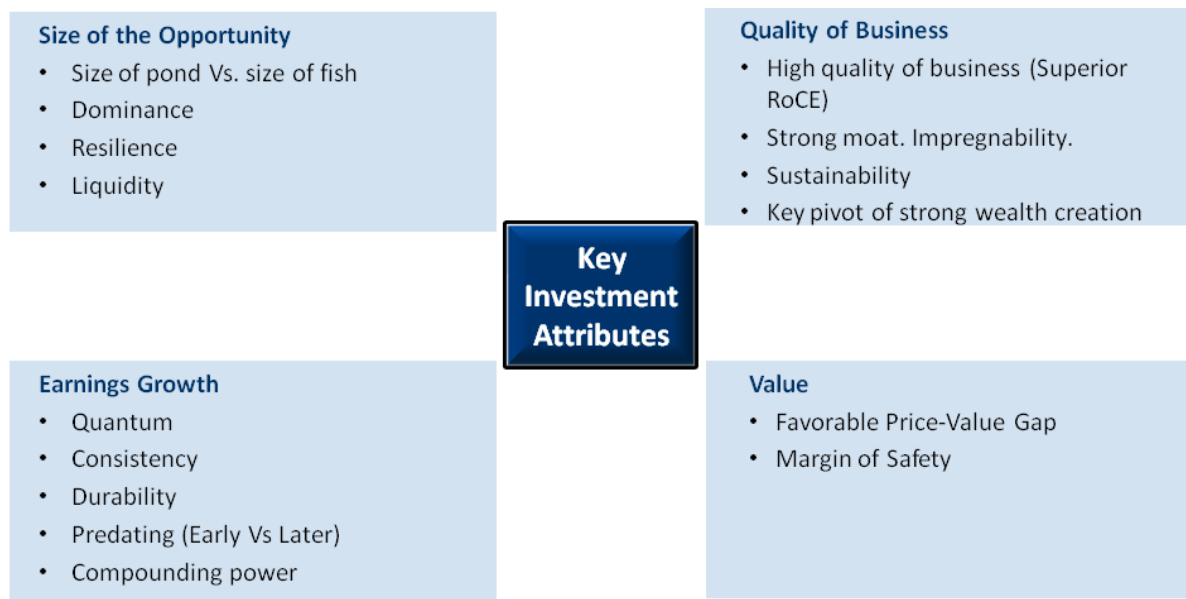 Size of the Opportunity
• Size of pond Vs. size of fish
• Dominance
• Resilience
• Liquidity
Quality of Business
• High quality of business (Superior
RoCE)
• Strong moat. Impregnability.
• Sustainability
• Key pivot of strong wealth creation
Key
Investment
Attributes
Earnings Growth
• Quantum
• Consistency
• Durability
• Predating (Early Vs Later)
• Compounding power
Value
• Favorable Price-Value Gap
• Margin of Safety